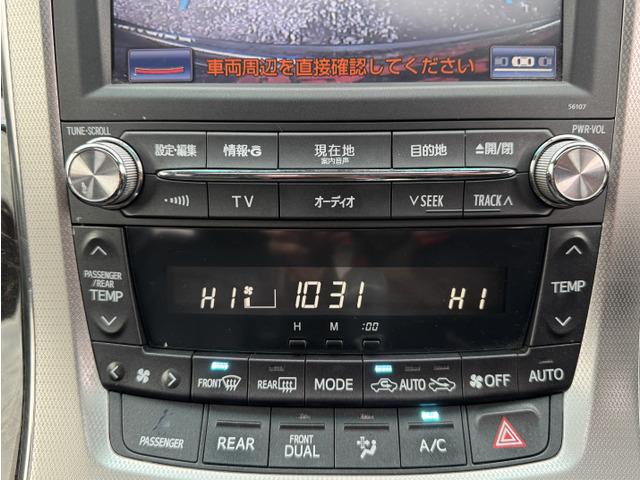 車両周辺を直接確認してください
56107
TUNE·SCROLL
PWR·VOL
設定・編集
情報・G
現在地
案内音声
目的地
⏏開/閉
TV
オーディオ
∨SEEK
TRACK∧
PASSENGER
/REAR
TEMP
HI
1031
HI
TEMP
H
M
:00
FRONT
REAR
MODE
AUTO
OFF
AUTO
PASSENGER
REAR
FRONT
DUAL
A/C